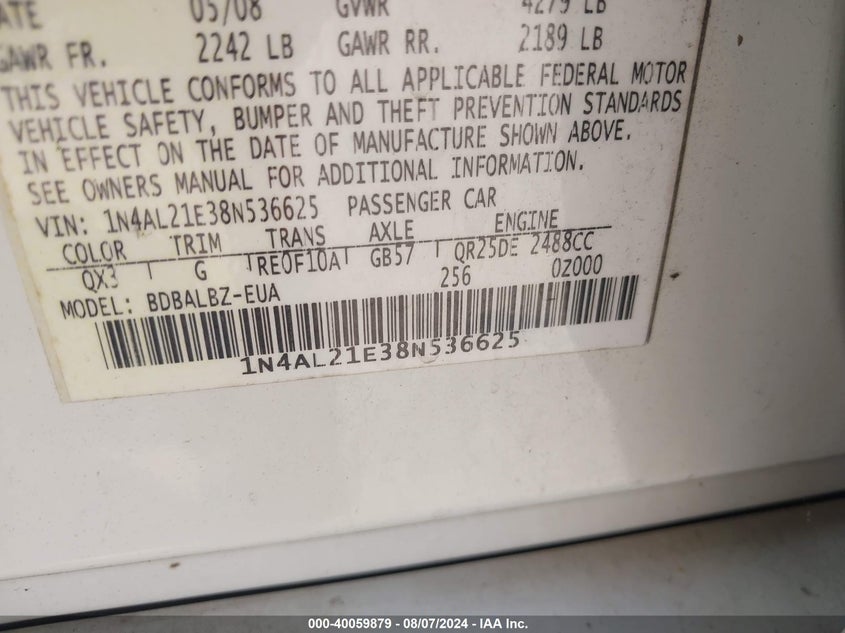 ATE 05/08 GVWR 4279 LB
GAWR FR. 2242 LB GAWR RR. 2189 LB
THIS VEHICLE CONFORMS TO ALL APPLICABLE FEDERAL MOTOR
VEHICLE SAFETY, BUMPER AND THEFT PREVENTION STANDARDS
IN EFFECT ON THE DATE OF MANUFACTURE SHOWN ABOVE.
SEE OWNERS MANUAL FOR ADDITIONAL INFORMATION.
VIN: 1N4AL21E38N536625 PASSENGER CAR
COLOR TRIM TRANS AXLE ENGINE
QX3 G RE0F10A GB57 QR25DE 2488CC
256 0Z000
MODEL: BDBALBZ-EUA
1N4AL21E38N536625
000-40059879 - 08/07/2024 - IAA Inc.